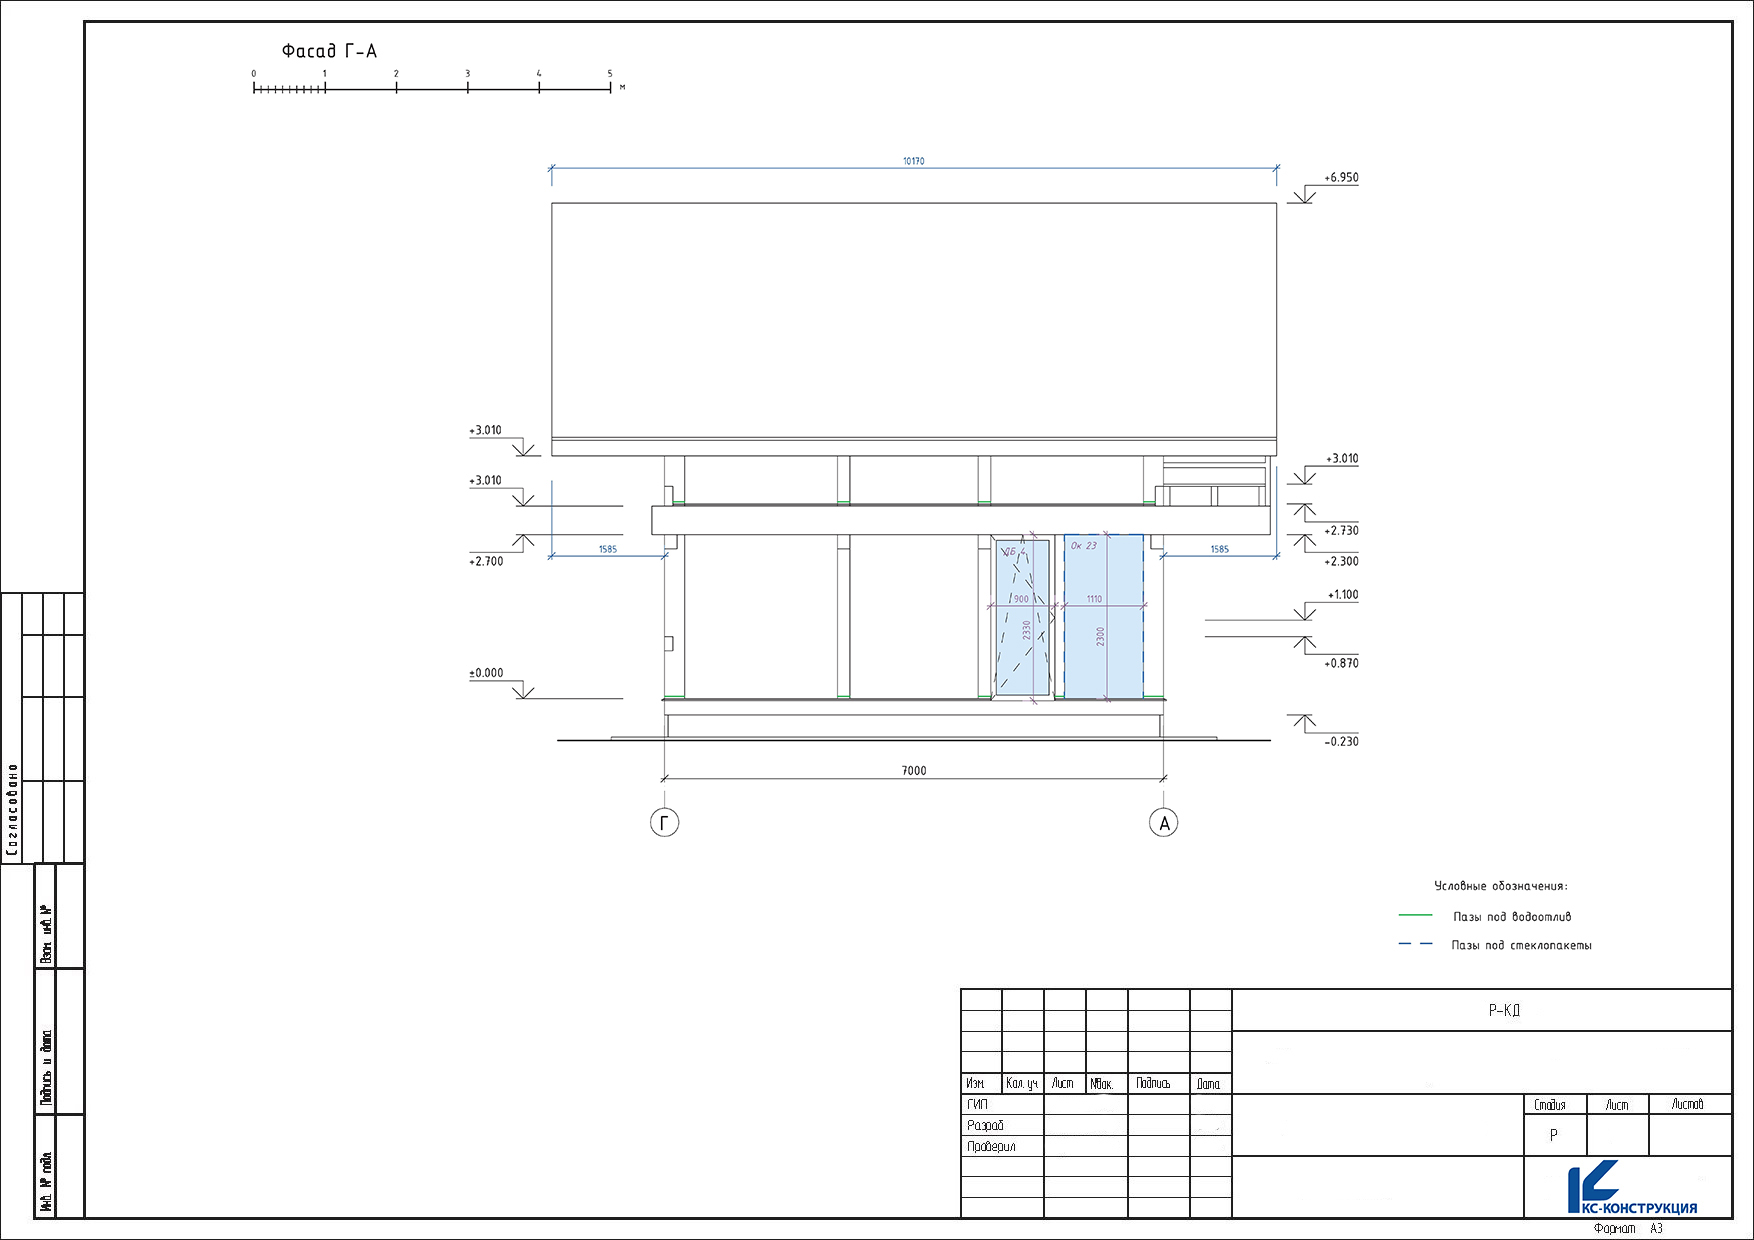 Фасад Г-А
0 1 2 3 4 5 м
10170
+6.950
+3.010
+3.010
+3.010
+2.730
1585
1585
+2.700
+2.300
ДБ 4
Ок 23
900
1110
2330
2300
+1.100
+0.870
±0.000
-0.230
7000
Г
А
Условные обозначения:
Пазы под водоотлив
Пазы под стеклопакеты
Согласовано
Взам. инв. №
Подпись и дата
Инв. № подл.
Р-КД
Изм. Кол. уч Лист №док. Подпись Дата
ГИП
Разраб
Проверил
Стадия Лист Листов
Р
КС-КОНСТРУКЦИЯ
Формат А3